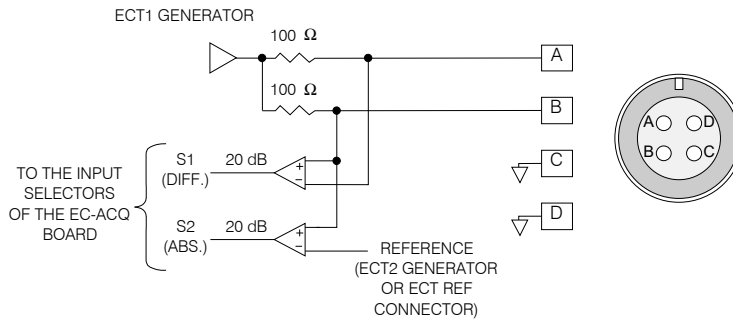 ECT1 GENERATOR
100 Ω
A
100 Ω
B
S1
(DIFF.)
20 dB
+
−
C
TO THE INPUT
SELECTORS
OF THE EC-ACQ
BOARD
S2
(ABS.)
20 dB
+
−
D
REFERENCE
(ECT2 GENERATOR
OR ECT REF
CONNECTOR)
A D
B C